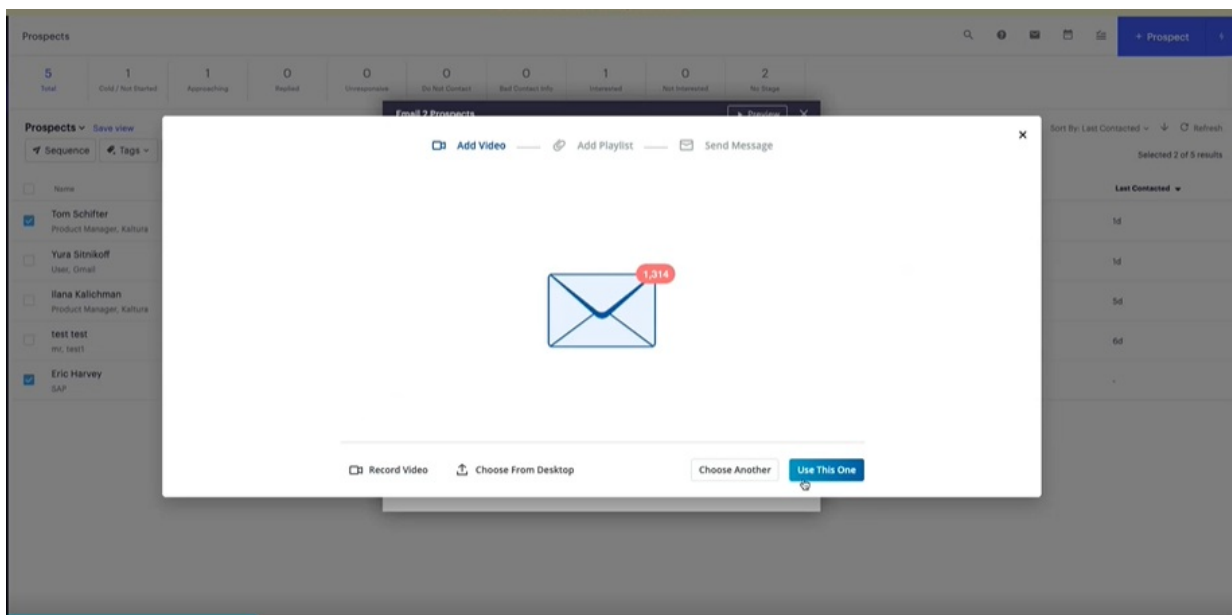 Prospects
+ Prospect
5 1 1 0 0 0 0 1 0 2
Total Cold / Not Started Approaching Replied Unresponsive Do Not Contact Bad Contact Info Interested Not Interested No Stage
Email 2 Prospects Preview
Prospects Save view Sort By: Last Contacted Refresh
Add Video Add Playlist Send Message
Sequence Tags Selected 2 of 5 results
Name Last Contacted
Tom Schifter
Product Manager, Kaltura 1d
Yura Sitnikoff
User, Gmail 1d
1,314
Ilana Kalichman
Product Manager, Kaltura 5d
test test
mr, test1 6d
Eric Harvey
SAP
Record Video Choose From Desktop Choose Another Use This One